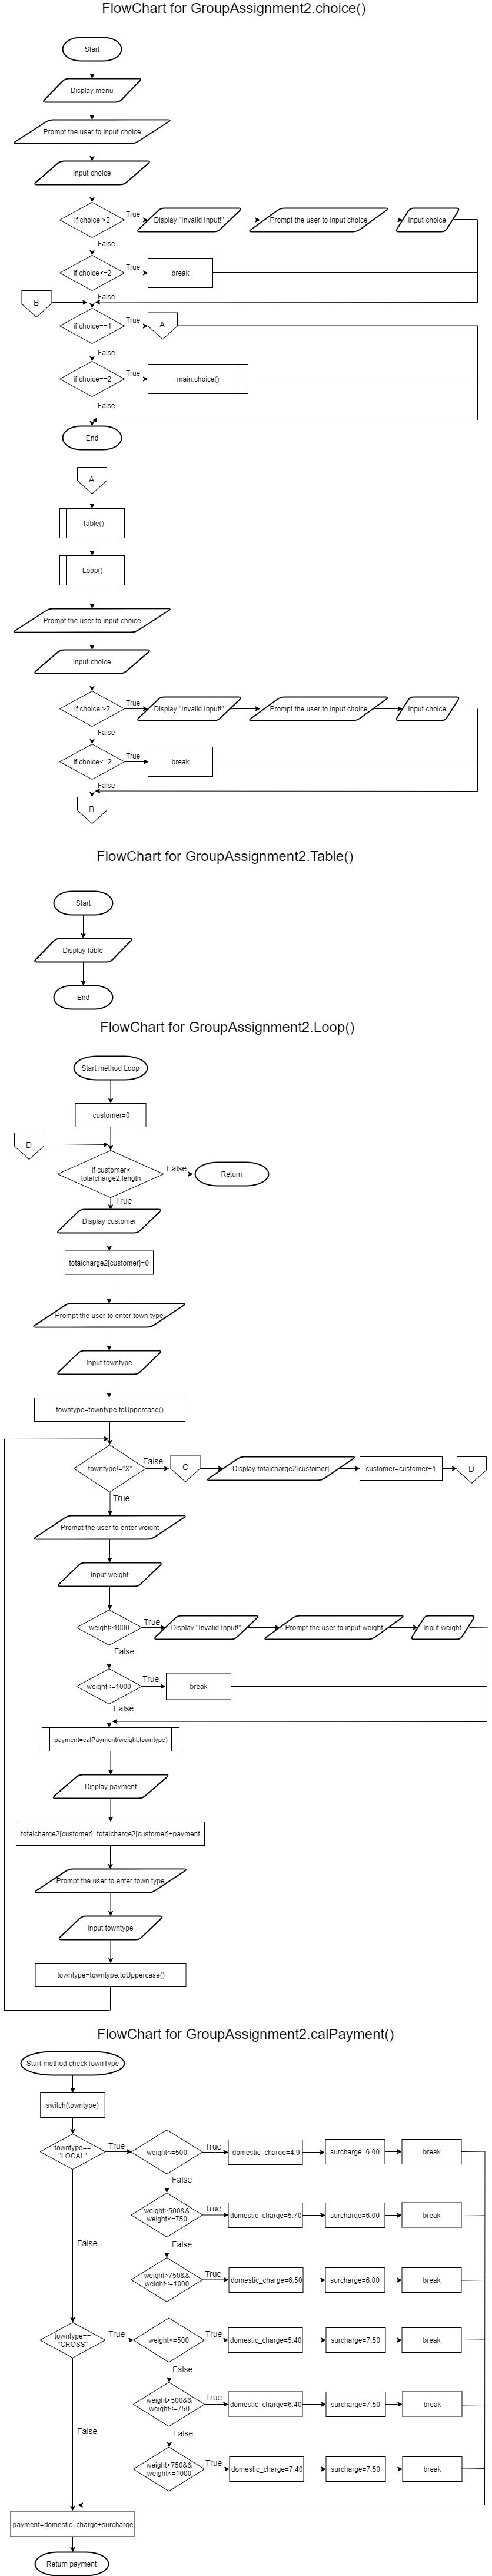 FlowChart for GroupAssignment2.choice()
Start
Display menu
Prompt the user to input choice
Input choice
if choice >2
True
Display "Invalid Input!"
Prompt the user to input choice
Input choice
False
if choice<=2
True
break
B
False
if choice==1
True
A
False
if choice==2
True
main.choice()
False
End
A
Table()
Loop()
Prompt the user to input choice
Input choice
if choice >2
True
Display "Invalid Input!"
Prompt the user to input choice
Input choice
False
if choice<=2
True
break
False
B
FlowChart for GroupAssignment2.Table()
Start
Display table
End
FlowChart for GroupAssignment2.Loop()
Start method Loop
customer=0
D
if customer<
totalcharge2.length
False
Return
True
Display customer
totalcharge2[customer]=0
Prompt the user to enter town type
Input towntype
towntype=towntype.toUppercase()
towntype!="X"
False
C
Display totalcharge2[customer]
customer=customer+1
D
True
Prompt the user to enter weight
Input weight
weight>1000
True
Display "Invalid Input!"
Prompt the user to input weight
Input weight
False
weight<=1000
True
break
False
payment=calPayment(weight,towntype)
Display payment
totalcharge2[customer]=totalcharge2[customer]+payment
Prompt the user to enter town type
Input towntype
towntype=towntype.toUppercase()
FlowChart for GroupAssignment2.calPayment()
Start method checkTownType
switch(towntype)
towntype==
"LOCAL"
True
weight<=500
True
domestic_charge=4.9
surcharge=6.00
break
False
weight>500&&
weight<=750
True
domestic_charge=5.70
surcharge=6.00
break
False
False
weight>750&&
weight<=1000
True
domestic_charge=6.50
surcharge=6.00
break
towntype==
"CROSS"
True
weight<=500
True
domestic_charge=5.40
surcharge=7.50
break
False
weight>500&&
weight<=750
True
domestic_charge=6.40
surcharge=7.50
break
False
False
weight>750&&
weight<=1000
True
domestic_charge=7.40
surcharge=7.50
break
payment=domestic_charge+surcharge
Return payment